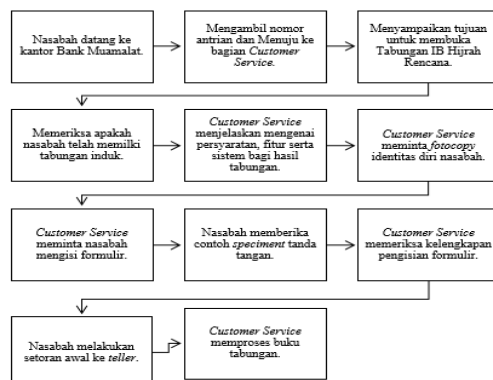 Nasabah datang ke
kantor Bank Muamalat.
Mengambil nomor
antrian dan Menuju ke
bagian Customer
Service.
Menyampaikan tujuan
untuk membuka
Tabungan IB Hijrah
Rencana.
Memeriksa apakah
nasabah telah memilki
tabungan induk.
Customer Service
menjelaskan mengenai
persyaratan, fitur serta
sistem bagi hasil
tabungan.
Customer Service
meminta fotocopy
identitas diri nasabah.
Customer Service
meminta nasabah
mengisi formulir.
Nasabah memberika
contoh speciment tanda
tangan.
Customer Service
memeriksa kelengkapan
pengisian formulir.
Nasabah melakukan
setoran awal ke teller.
Customer Service
memproses buku
tabungan.